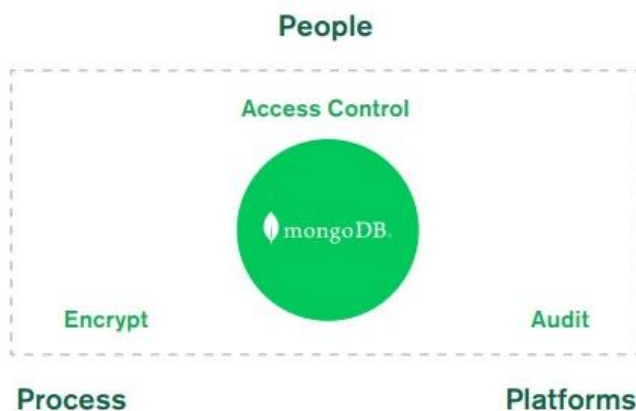 People
Access Control
mongoDB.
Encrypt
Audit
Process
Platforms